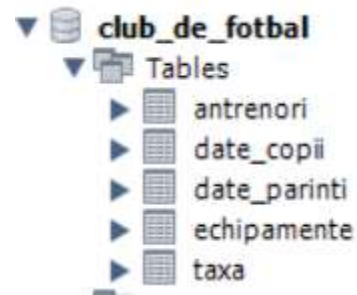 club_de_fotbal
Tables
antrenori
date_copii
date_parinti
echipamente
taxa